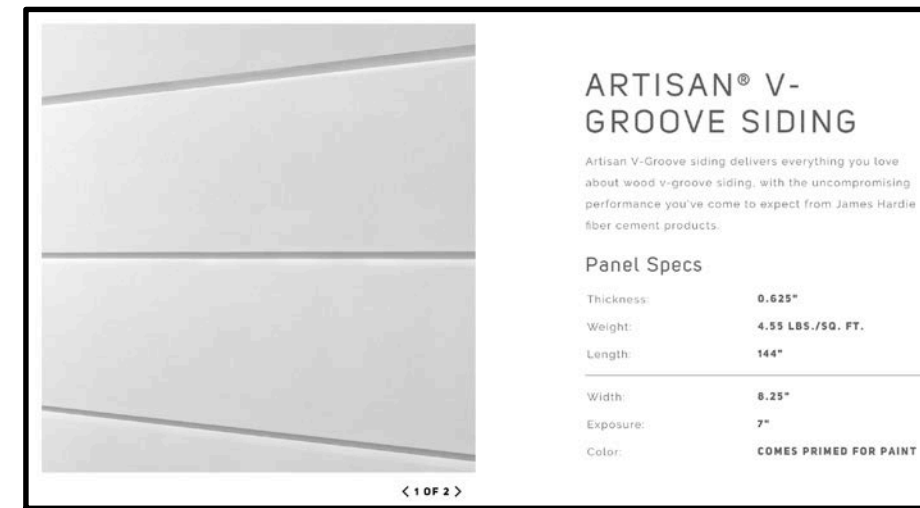 ARTISAN® V-
GROOVE SIDING
Artisan V-Groove siding delivers everything you love
about wood v-groove siding, with the uncompromising
performance you've come to expect from James Hardie
fiber cement products.
Panel Specs
Thickness: 0.625"
Weight: 4.55 LBS./SQ. FT.
Length: 144"
Width: 8.25"
Exposure: 7"
Color: COMES PRIMED FOR PAINT
< 1 OF 2 >